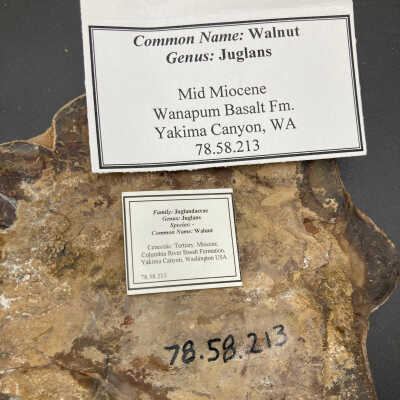 Common Name: Walnut
Genus: Juglans
Mid Miocene
Wanapum Basalt Fm.
Yakima Canyon, WA
78.58.213
Family: Juglandaceae
Genus: Juglans
Species: -
Common Name: Walnut
Cenozoic: Tertiary, Miocene,
Columbia River Basalt Formation,
Yakima Canyon, Washington USA
78.58.213
78.58.213